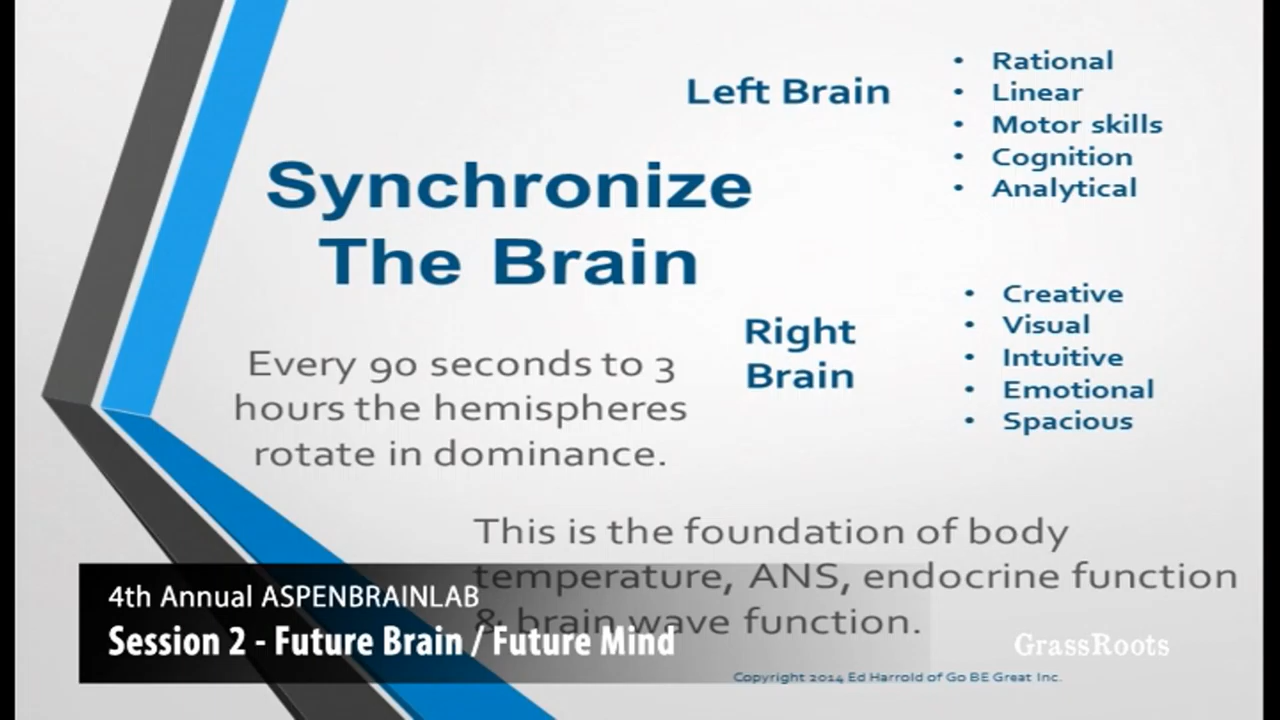 Left Brain
• Rational
• Linear
• Motor skills
• Cognition
• Analytical
Synchronize
The Brain
Right
Brain
• Creative
• Visual
• Intuitive
• Emotional
• Spacious
Every 90 seconds to 3
hours the hemispheres
rotate in dominance.
This is the foundation of body
temperature, ANS, endocrine function
& brain wave function.
4th Annual ASPENBRAINLAB
Session 2 - Future Brain / Future Mind
GrassRoots
Copyright 2014 Ed Harrold of Go BE Great Inc.